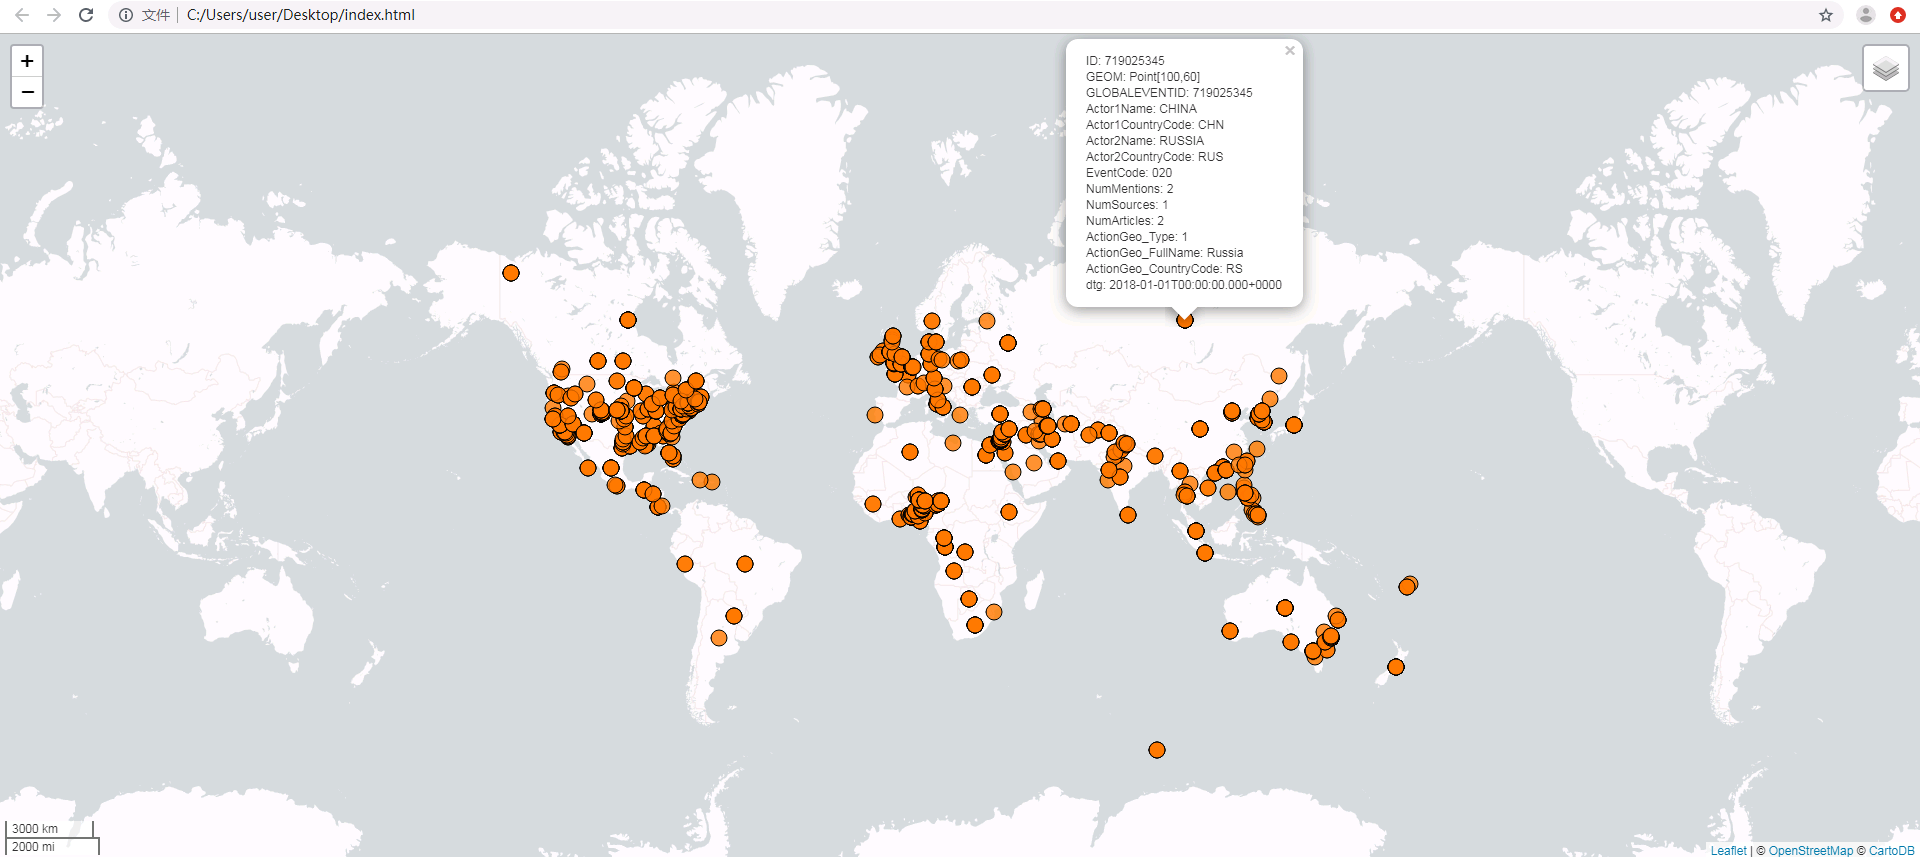 文件 C:/Users/user/Desktop/index.html
+
−
×
ID: 719025345
GEOM: Point[100,60]
GLOBALEVENTID: 719025345
Actor1Name: CHINA
Actor1CountryCode: CHN
Actor2Name: RUSSIA
Actor2CountryCode: RUS
EventCode: 020
NumMentions: 2
NumSources: 1
NumArticles: 2
ActionGeo_Type: 1
ActionGeo_FullName: Russia
ActionGeo_CountryCode: RS
dtg: 2018-01-01T00:00:00.000+0000
3000 km
2000 mi
Leaflet | © OpenStreetMap © CartoDB